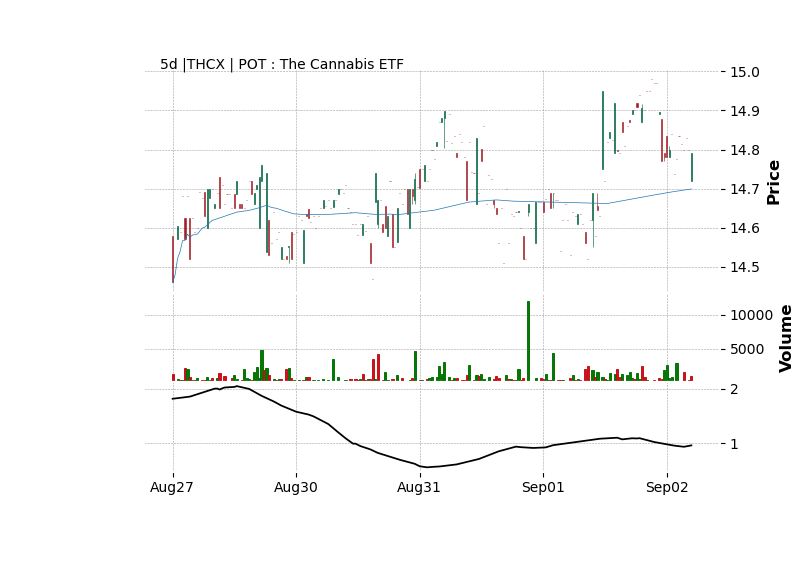 5d |THCX | POT : The Cannabis ETF
15.0
14.9
14.8
14.7
14.6
14.5
Price
10000
5000
Volume
2
1
Aug27 Aug30 Aug31 Sep01 Sep02